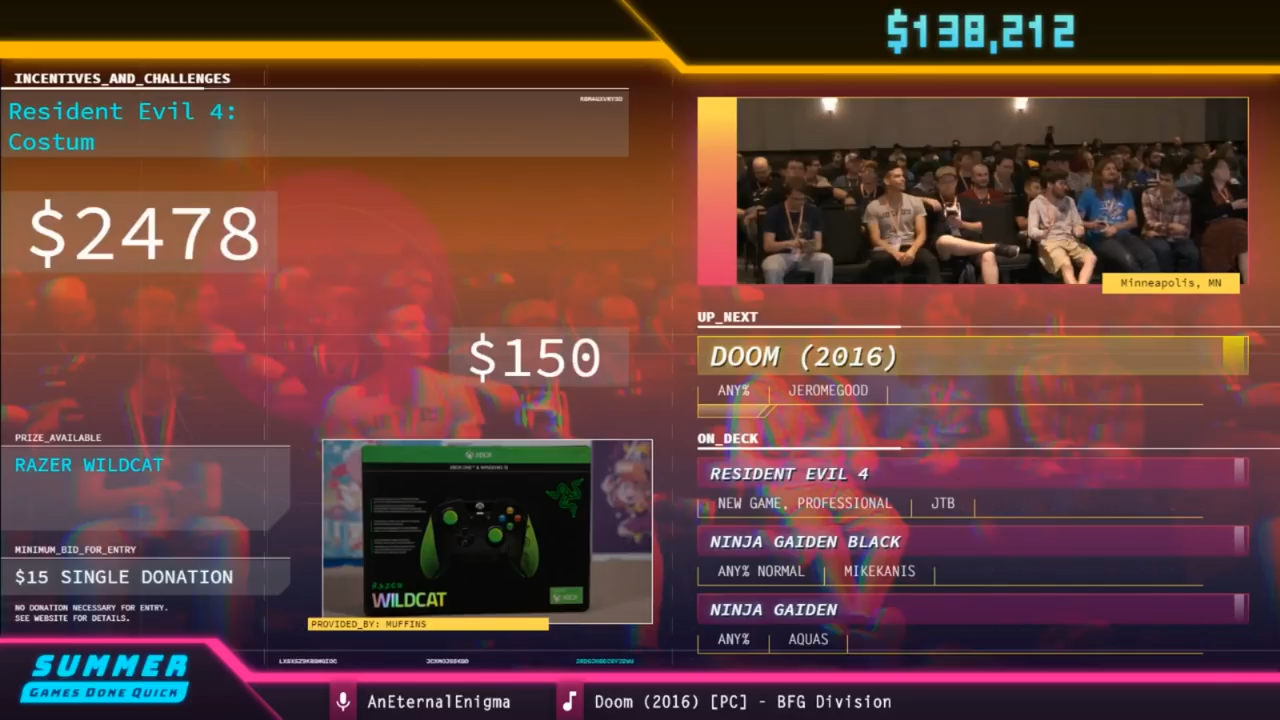 $138,212
INCENTIVES_AND_CHALLENGES
Resident Evil 4:
Costum
$2478
$150
Minneapolis, MN
UP_NEXT
DOOM (2016)
ANY% JEROMEGOOD
ON_DECK
RESIDENT EVIL 4
NEW GAME, PROFESSIONAL JTB
NINJA GAIDEN BLACK
ANY% NORMAL MIKEKANIS
NINJA GAIDEN
ANY% AQUAS
PRIZE_AVAILABLE
RAZER WILDCAT
MINIMUM_BID_FOR_ENTRY
$15 SINGLE DONATION
NO DONATION NECESSARY FOR ENTRY.
SEE WEBSITE FOR DETAILS.
XBOX
RAZER
WILDCAT
PROVIDED_BY: MUFFINS
SUMMER
GAMES DONE QUICK
AnEternalEnigma
Doom (2016) [PC] - BFG Division